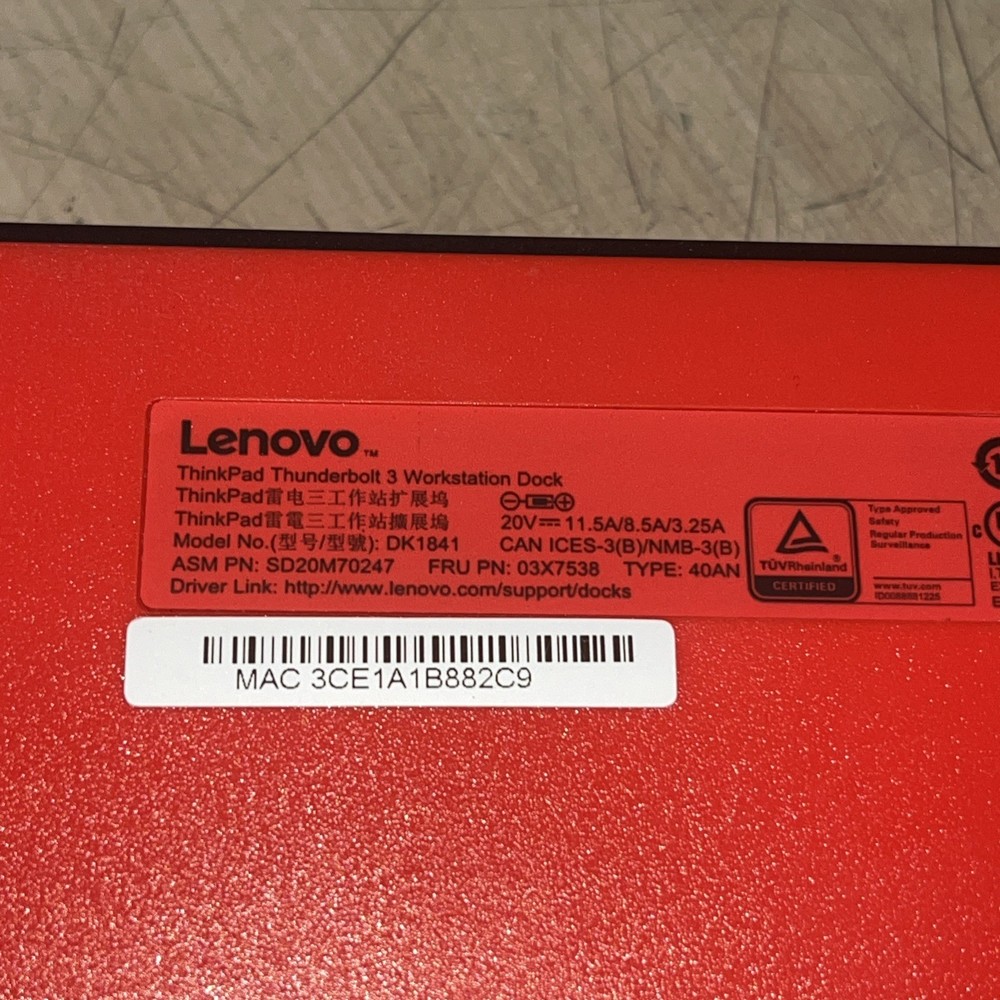 Lenovo™
ThinkPad Thunderbolt 3 Workstation Dock
ThinkPad雷电三工作站扩展坞
ThinkPad雷電三工作站擴展塢 20V⎓11.5A/8.5A/3.25A
Model No.(型号/型號): DK1841 CAN ICES-3(B)/NMB-3(B)
ASM PN: SD20M70247 FRU PN: 03X7538 TYPE: 40AN
Driver Link: http://www.lenovo.com/support/docks
TÜVRheinland®
CERTIFIED
Type Approved
Safety
Regular Production
Surveillance
www.tuv.com
MAC 3CE1A1B882C9